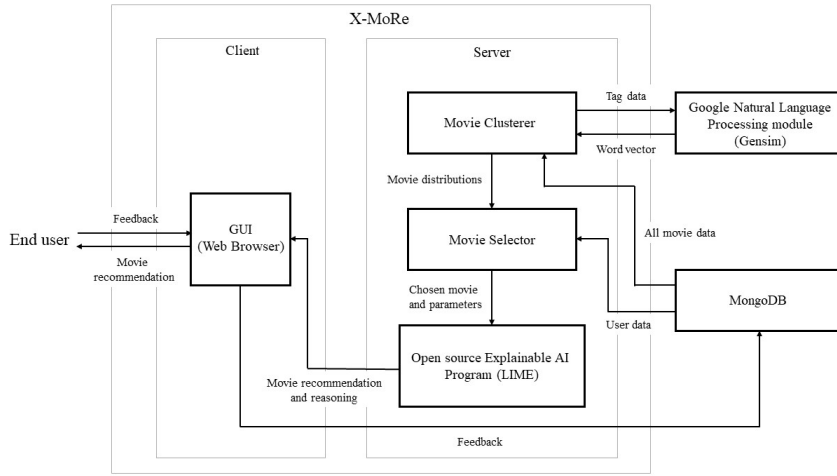 X-MoRe
Client
Server
Movie Clusterer
Tag data
Word vector
Google Natural Language
Processing module
(Gensim)
Movie distributions
End user
Feedback
Movie
recommendation
GUI
(Web Browser)
Movie Selector
All movie data
Chosen movie
and parameters
User data
MongoDB
Open source Explainable AI
Program (LIME)
Movie recommendation
and reasoning
Feedback